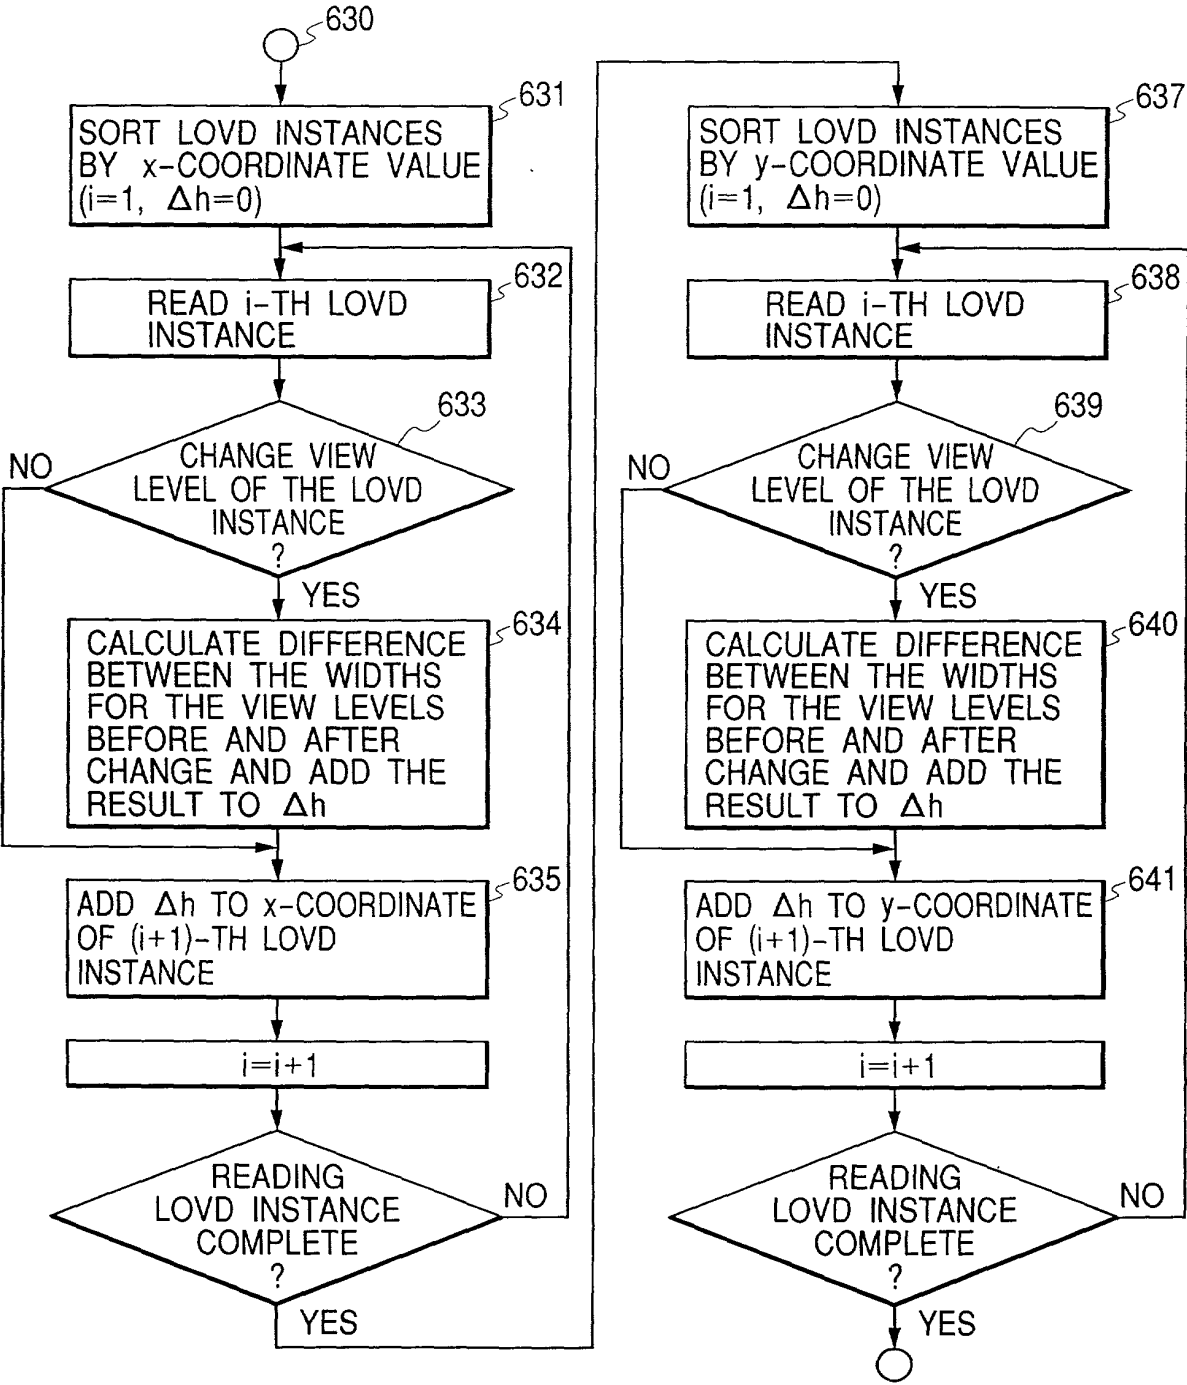 630
631
SORT LOVD INSTANCES
BY x-COORDINATE VALUE
(i=1, Δh=0)
632
READ i-TH LOVD
INSTANCE
633
CHANGE VIEW
LEVEL OF THE LOVD
INSTANCE
?
NO
YES
634
CALCULATE DIFFERENCE
BETWEEN THE WIDTHS
FOR THE VIEW LEVELS
BEFORE AND AFTER
CHANGE AND ADD THE
RESULT TO Δh
635
ADD Δh TO x-COORDINATE
OF (i+1)-TH LOVD
INSTANCE
i=i+1
READING
LOVD INSTANCE
COMPLETE
?
NO
YES
637
SORT LOVD INSTANCES
BY y-COORDINATE VALUE
(i=1, Δh=0)
638
READ i-TH LOVD
INSTANCE
639
CHANGE VIEW
LEVEL OF THE LOVD
INSTANCE
?
NO
YES
640
CALCULATE DIFFERENCE
BETWEEN THE WIDTHS
FOR THE VIEW LEVELS
BEFORE AND AFTER
CHANGE AND ADD THE
RESULT TO Δh
641
ADD Δh TO y-COORDINATE
OF (i+1)-TH LOVD
INSTANCE
i=i+1
READING
LOVD INSTANCE
COMPLETE
?
NO
YES